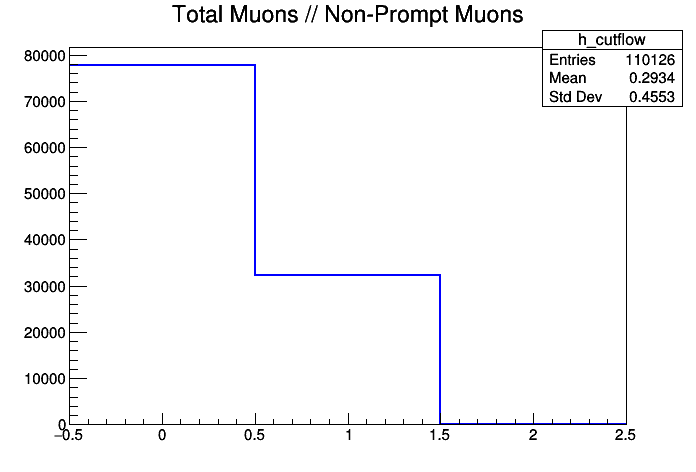 Total Muons // Non-Prompt Muons
h_cutflow
Entries 110126
Mean 0.2934
Std Dev 0.4553
80000
70000
60000
50000
40000
30000
20000
10000
0
−0.5 0 0.5 1 1.5 2 2.5